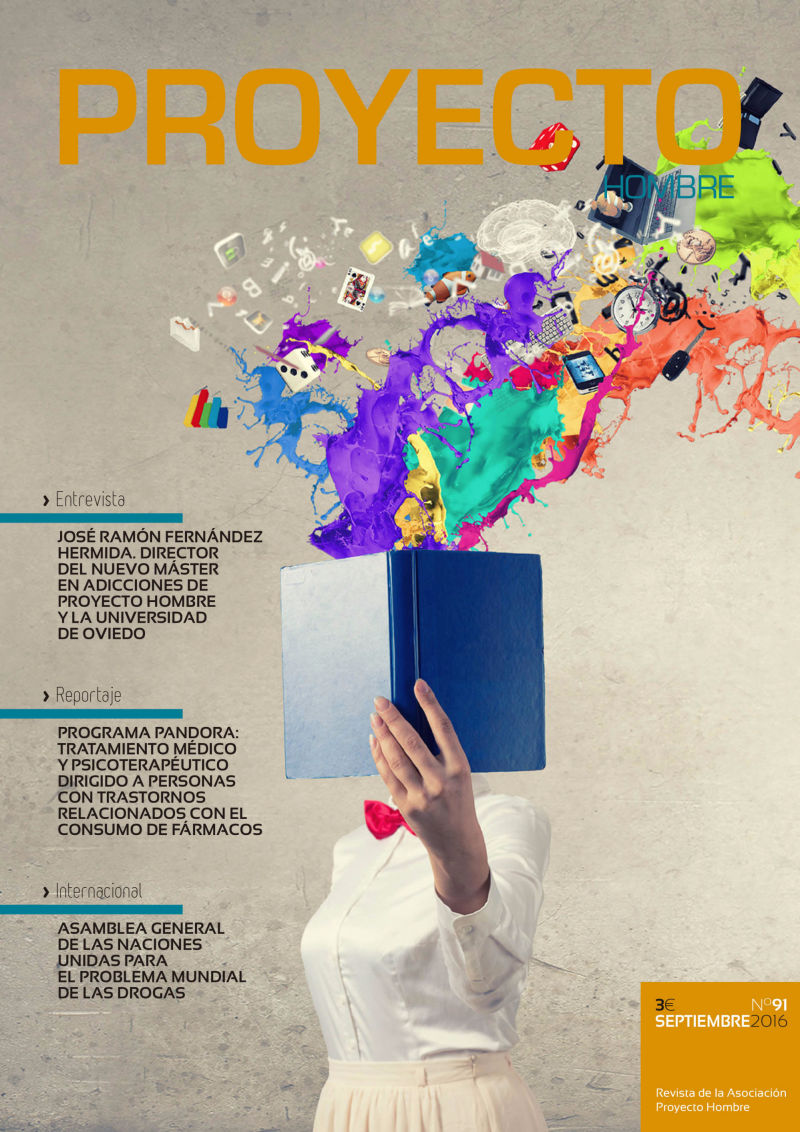 PROYECTO
HOMBRE
› Entrevista
JOSÉ RAMÓN FERNÁNDEZ
HERMIDA. DIRECTOR
DEL NUEVO MÁSTER
EN ADICCIONES DE
PROYECTO HOMBRE
Y LA UNIVERSIDAD
DE OVIEDO
› Reportaje
PROGRAMA PANDORA:
TRATAMIENTO MÉDICO
Y PSICOTERAPÉUTICO
DIRIGIDO A PERSONAS
CON TRASTORNOS
RELACIONADOS CON EL
CONSUMO DE FÁRMACOS
› Internacional
ASAMBLEA GENERAL
DE LAS NACIONES
UNIDAS PARA
EL PROBLEMA MUNDIAL
DE LAS DROGAS
3€ Nº91
SEPTIEMBRE2016
Revista de la Asociación
Proyecto Hombre